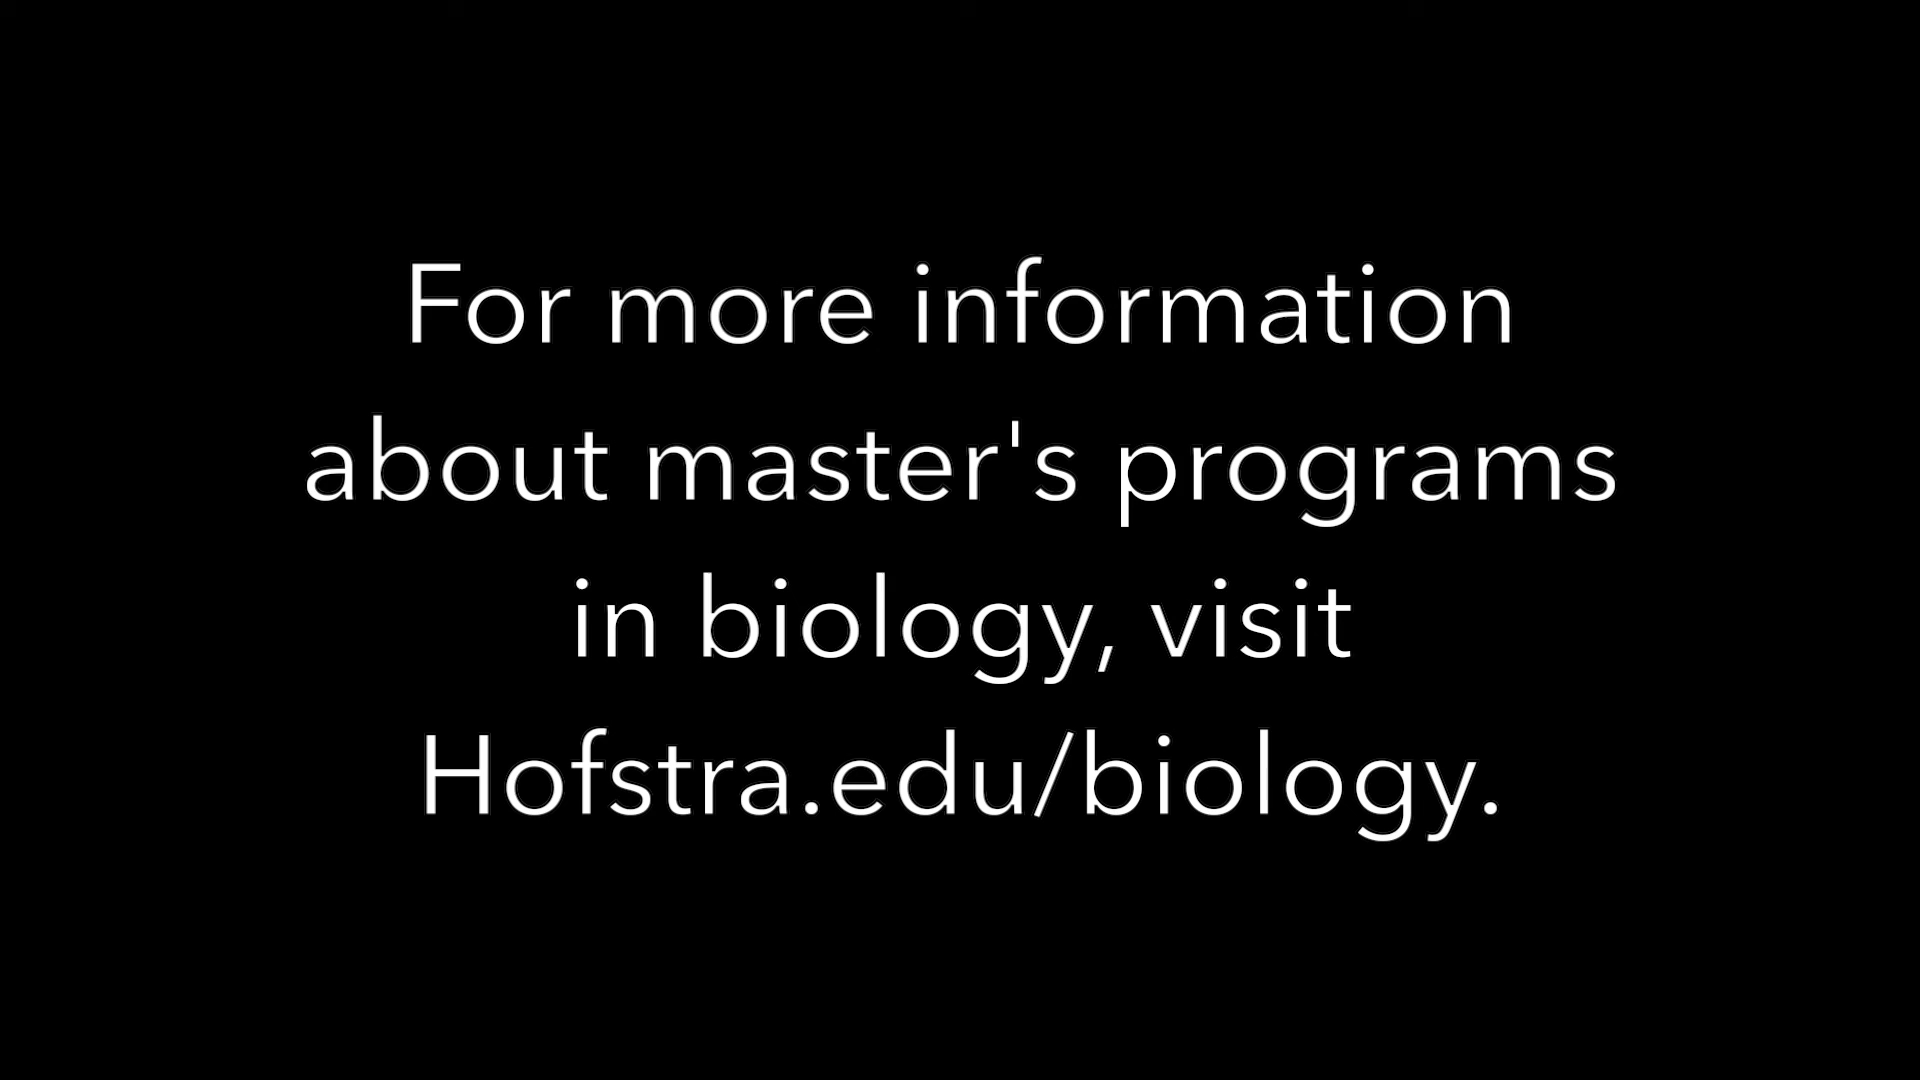 For more information
about master's programs
in biology, visit
Hofstra.edu/biology.